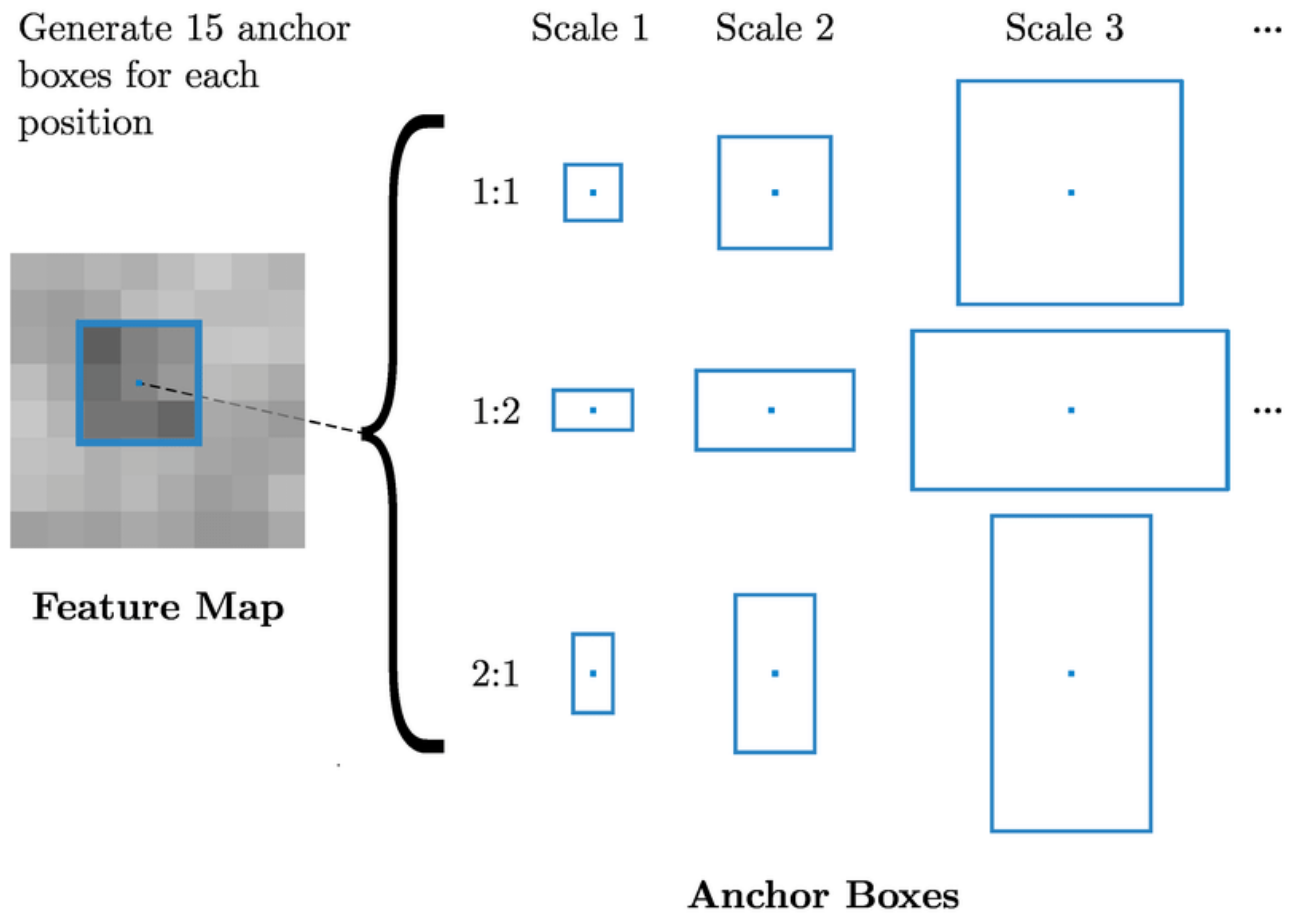 Generate 15 anchor
boxes for each
position
Scale 1 Scale 2 Scale 3 ...
1:1
1:2 ...
2:1
Feature Map
Anchor Boxes